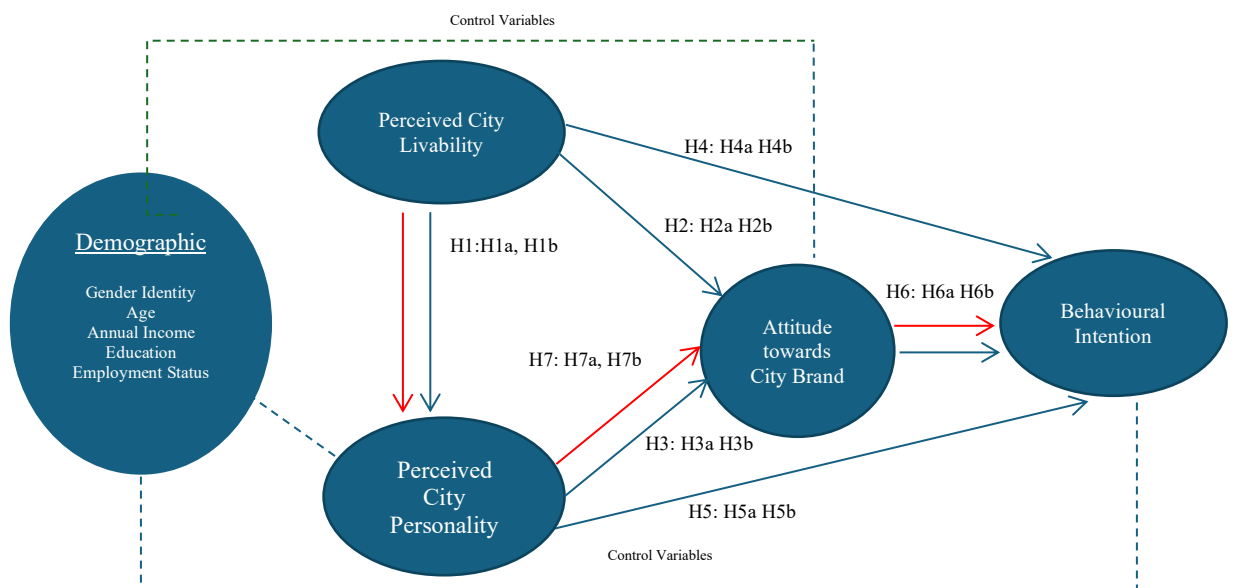 Control Variables
Perceived City
Livability
H4: H4a H4b
H2: H2a H2b
H1:H1a, H1b
Demographic
Gender Identity
Age
Annual Income
Education
Employment Status
H6: H6a H6b
Behavioural
Intention
Attitude
towards
City Brand
H7: H7a, H7b
H3: H3a H3b
Perceived
City
Personality
H5: H5a H5b
Control Variables